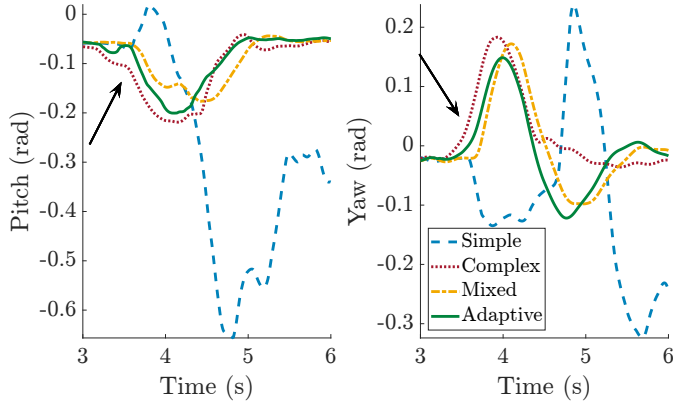 0
-0.1
-0.2
-0.3
-0.4
-0.5
-0.6
Pitch (rad)
3
4
5
6
Time (s)
0.2
0.1
0
-0.1
-0.2
-0.3
Yaw (rad)
Simple
Complex
Mixed
Adaptive
3
4
5
6
Time (s)